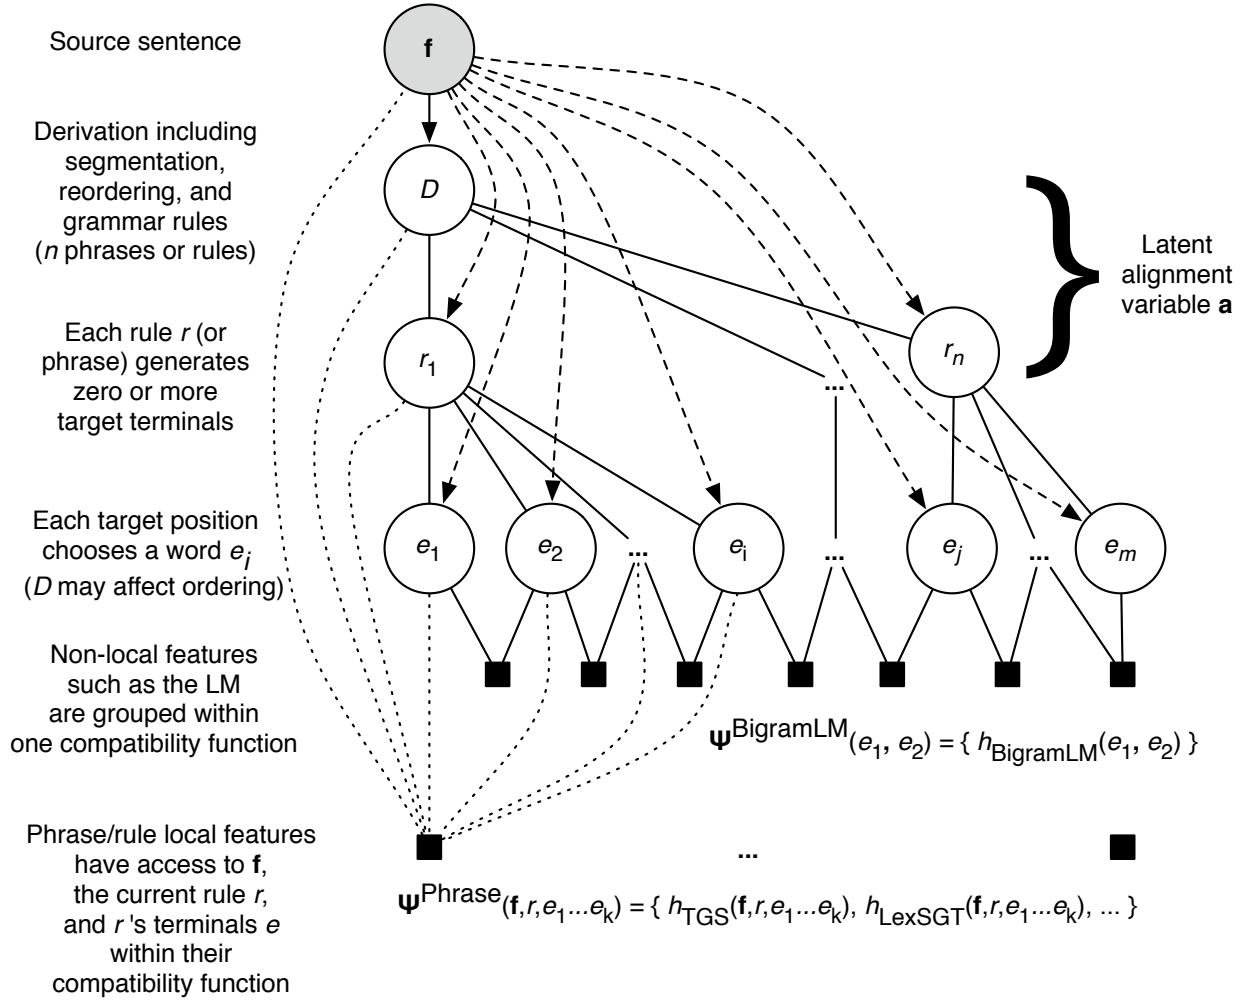 Source sentence
f
Derivation including
segmentation,
reordering, and
grammar rules
(n phrases or rules)
D
Latent
alignment
variable a
}
Each rule r (or
phrase) generates
zero or more
target terminals
r1
...
rn
Each target position
chooses a word ei
(D may affect ordering)
e1
e2
...
ei
...
ej
...
em
Non-local features
such as the LM
are grouped within
one compatibility function
ΨBigramLM(e1, e2) = { hBigramLM(e1, e2) }
Phrase/rule local features
have access to f,
the current rule r,
and r 's terminals e
within their
compatibility function
...
ΨPhrase(f,r,e1...ek) = { hTGS(f,r,e1...ek), hLexSGT(f,r,e1...ek), ... }